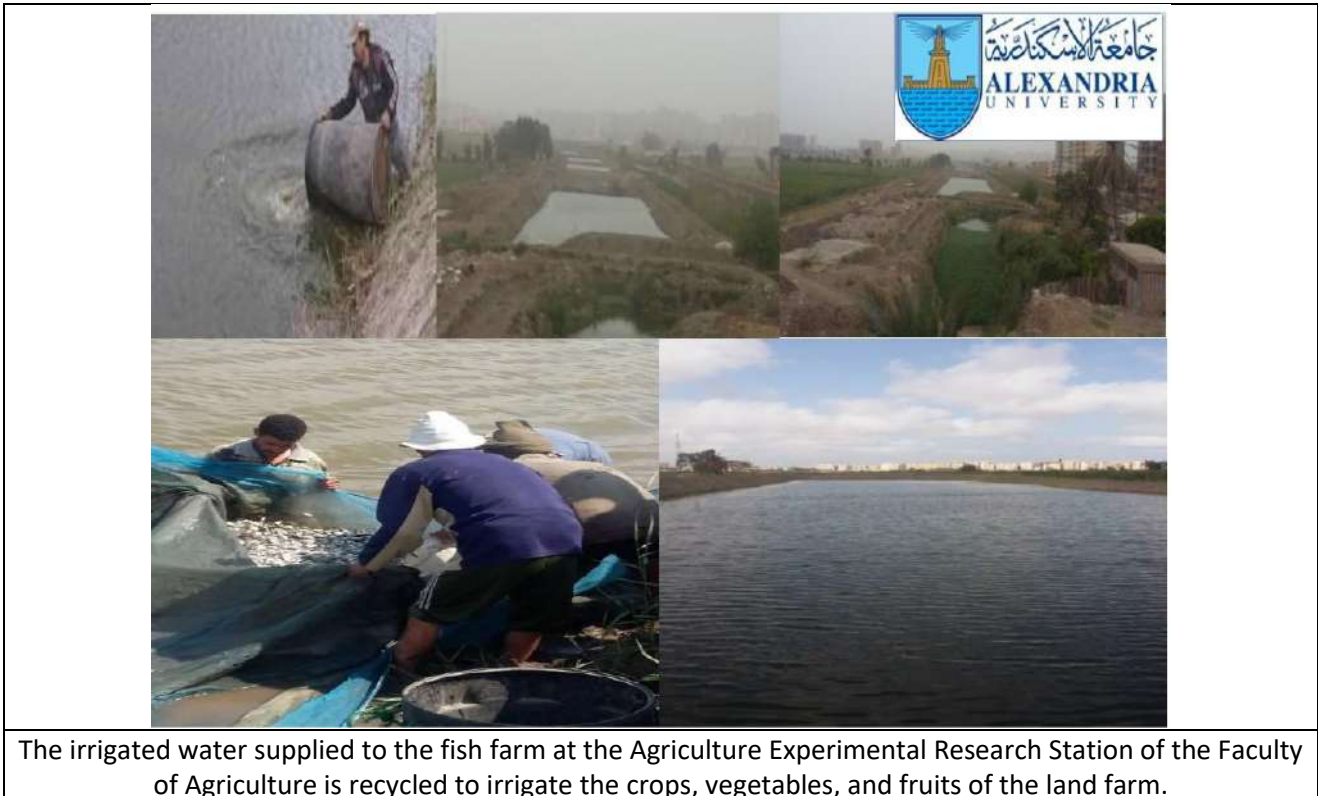 جامعة الإسكندرية
ALEXANDRIA
UNIVERSITY
The irrigated water supplied to the fish farm at the Agriculture Experimental Research Station of the Faculty
of Agriculture is recycled to irrigate the crops, vegetables, and fruits of the land farm.